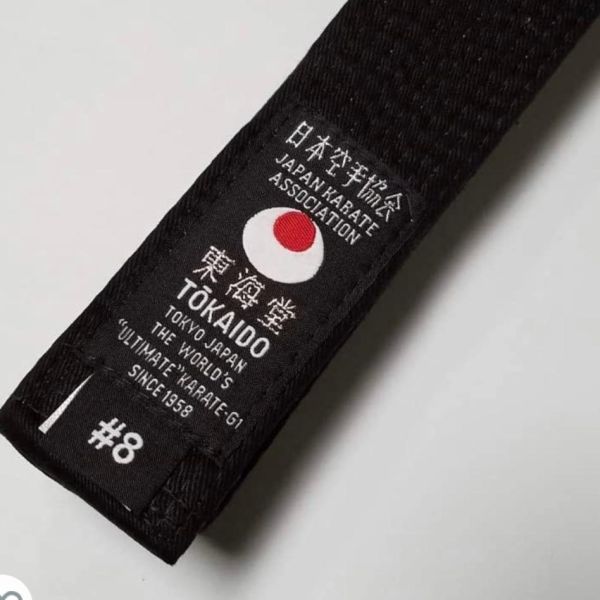 日本空手協会
JAPAN KARATE
ASSOCIATION
東海堂
TŌKAIDO
TOKYO JAPAN
THE WORLD'S
"ULTIMATE" KARATE-GI
SINCE 1958
#8